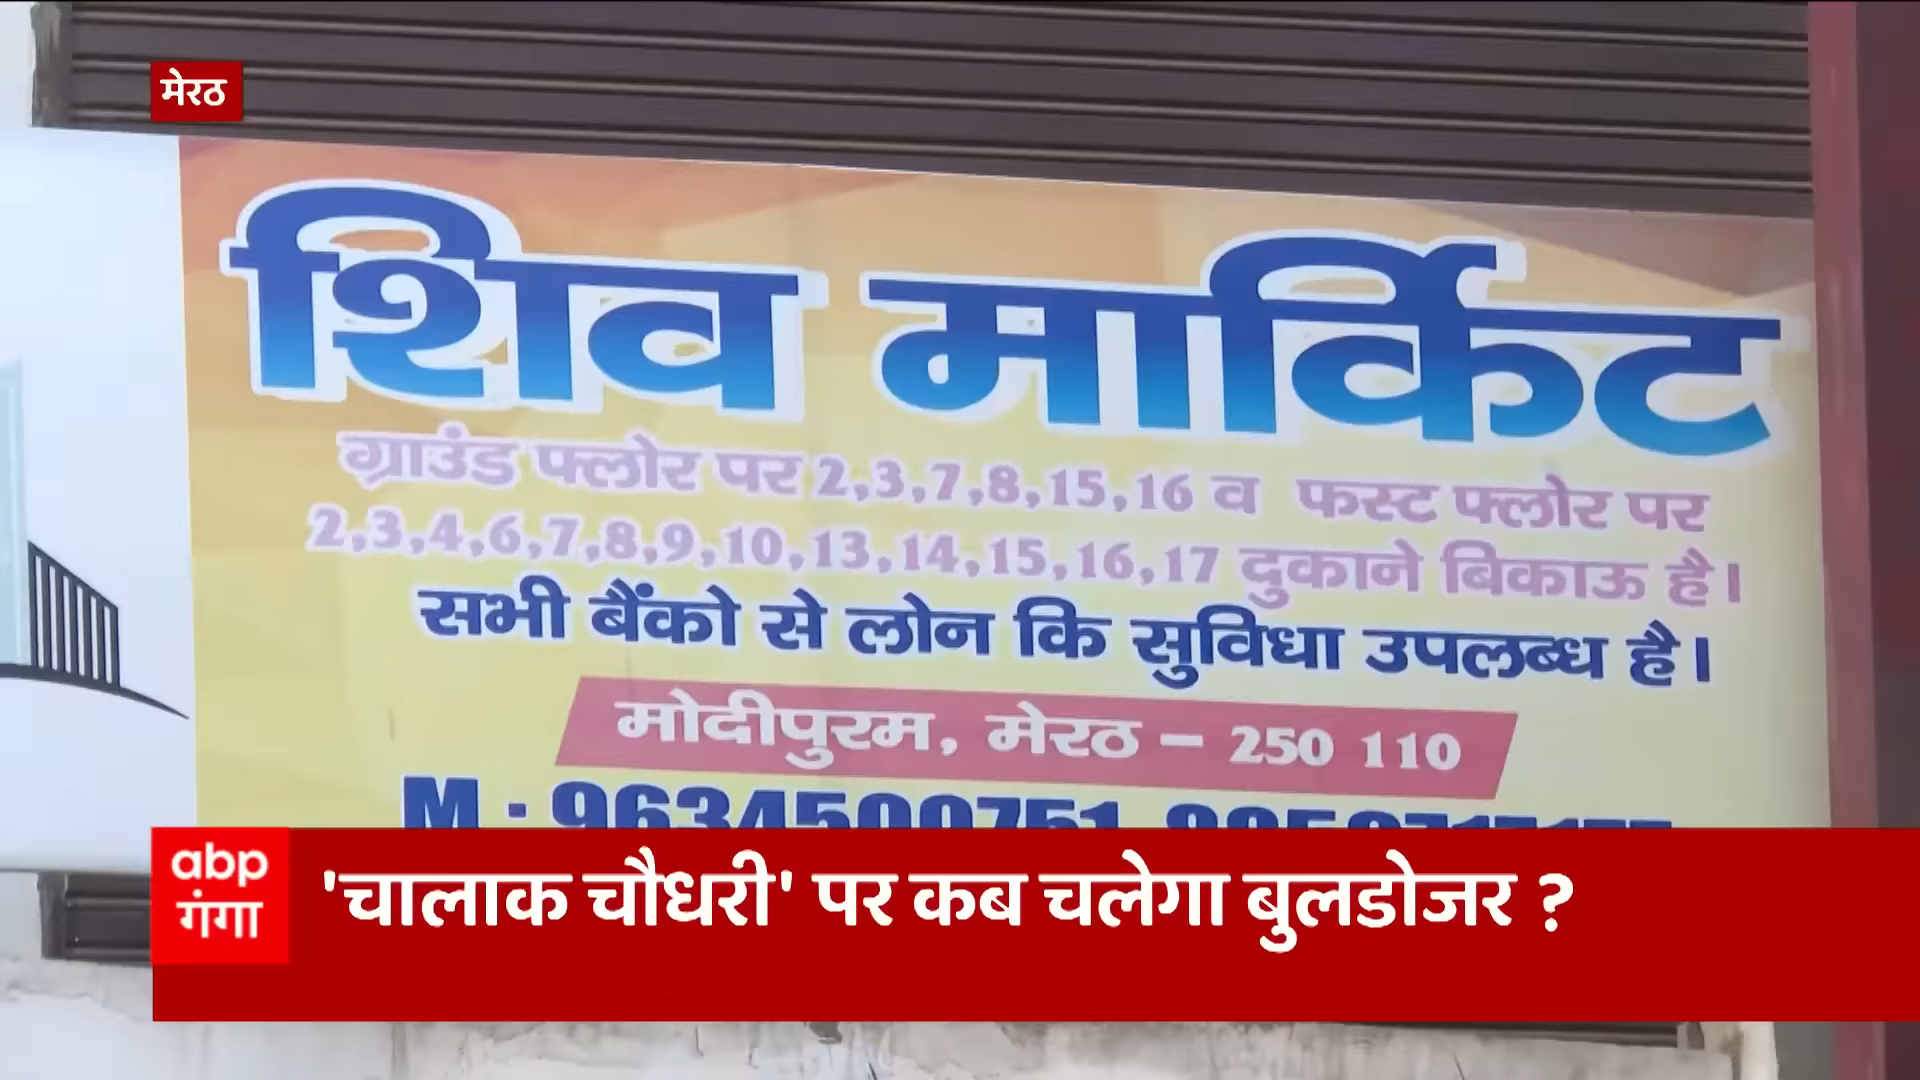 मेरठ
शिव मार्किट
ग्राउंड फ्लोर पर 2,3,7,8,15,16 व फस्ट फ्लोर पर
2,3,4,6,7,8,9,10,13,14,15,16,17 दुकाने बिकाऊ है।
सभी बैंको से लोन कि सुविधा उपलब्ध है।
मोदीपुरम, मेरठ – 250 110
M : 9634500751,
abp
गंगा
'चालाक चौधरी' पर कब चलेगा बुलडोजर ?